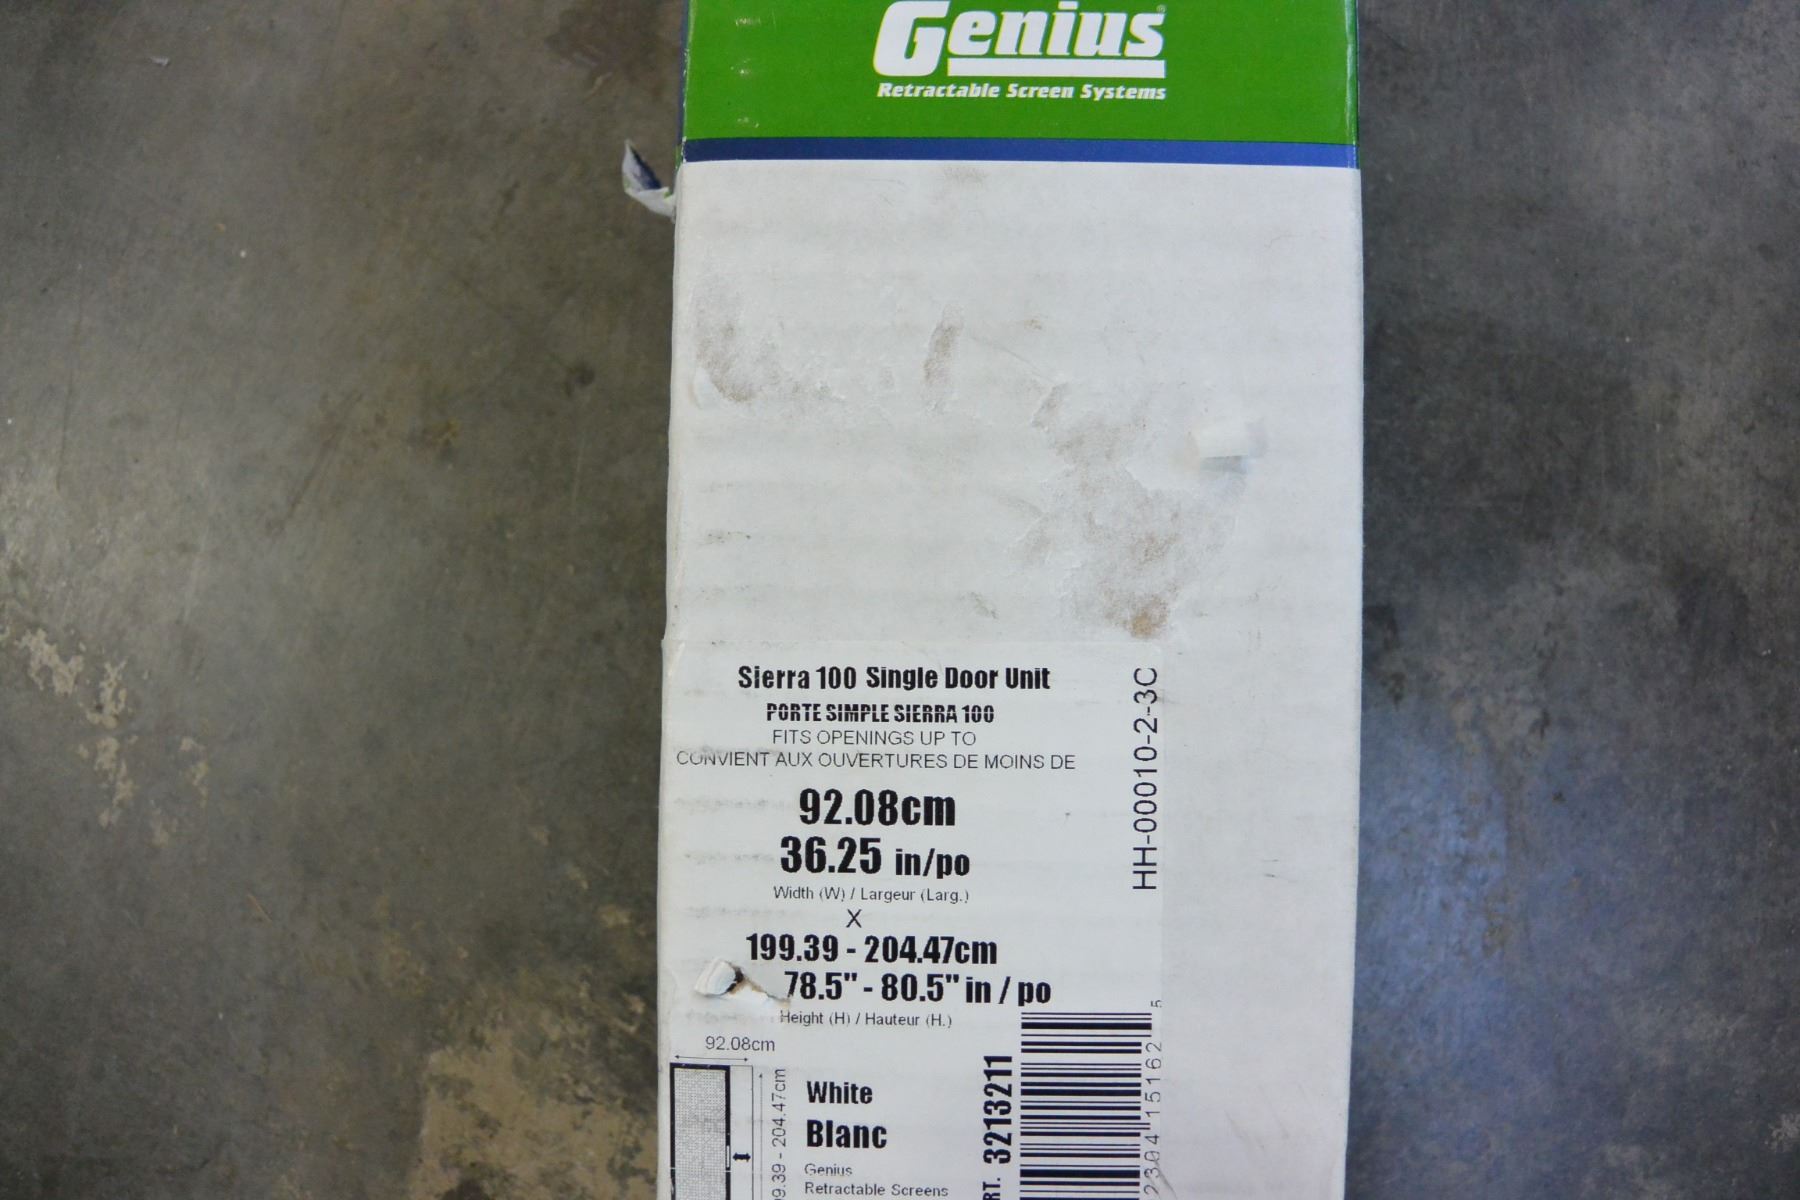 Genius®
Retractable Screen Systems
Sierra 100 Single Door Unit
PORTE SIMPLE SIERRA 100
FITS OPENINGS UP TO
CONVIENT AUX OUVERTURES DE MOINS DE
92.08cm
36.25 in/po
Width (W) / Largeur (Larg.)
X
199.39 - 204.47cm
78.5" - 80.5" in / po
Height (H) / Hauteur (H.)
HH-00010-2-3C
92.08cm
204.47cm
White
Blanc
Genius
Retractable Screens
3213211
15162 5